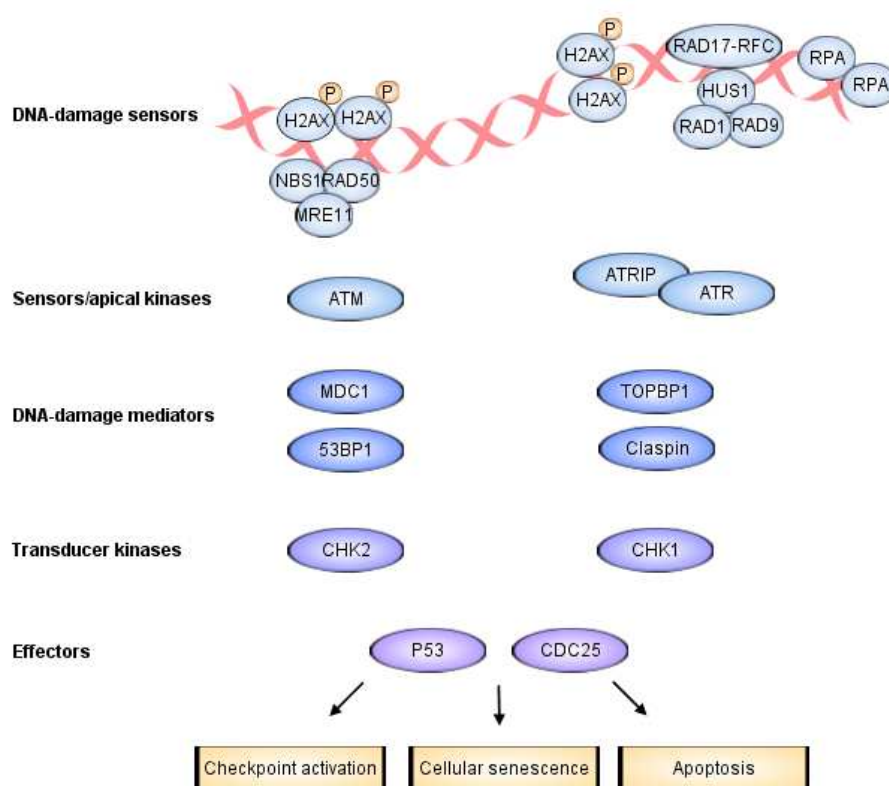 P
H2AX
P
H2AX
RAD17-RFC
RPA
RPA
P
P
H2AX
H2AX
HUS1
RAD1
RAD9
DNA-damage sensors
NBS1
RAD50
MRE11
Sensors/apical kinases
ATM
ATRIP
ATR
DNA-damage mediators
MDC1
TOPBP1
53BP1
Claspin
Transducer kinases
CHK2
CHK1
Effectors
P53
CDC25
Checkpoint activation
Cellular senescence
Apoptosis